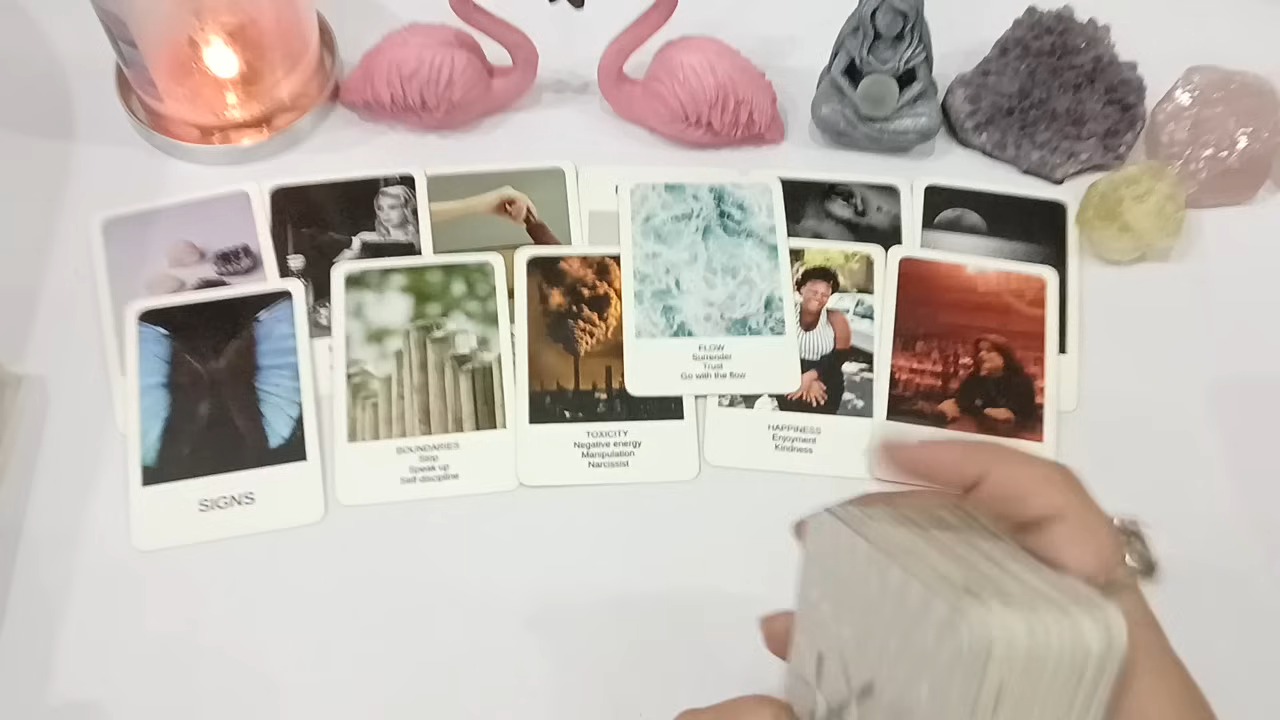 SIGNS
BOUNDARIES
Stop
Speak up
Self discipline
TOXICITY
Negative energy
Manipulation
Narcissist
FLOW
Surrender
Trust
Go with the flow
HAPPINESS
Enjoyment
Kindness